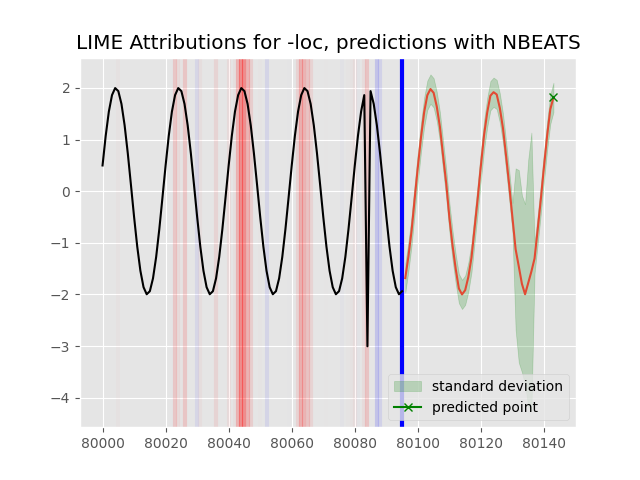 LIME Attributions for -loc, predictions with NBEATS
2
1
0
−1
−2
−3
−4
standard deviation
predicted point
80000 80020 80040 80060 80080 80100 80120 80140